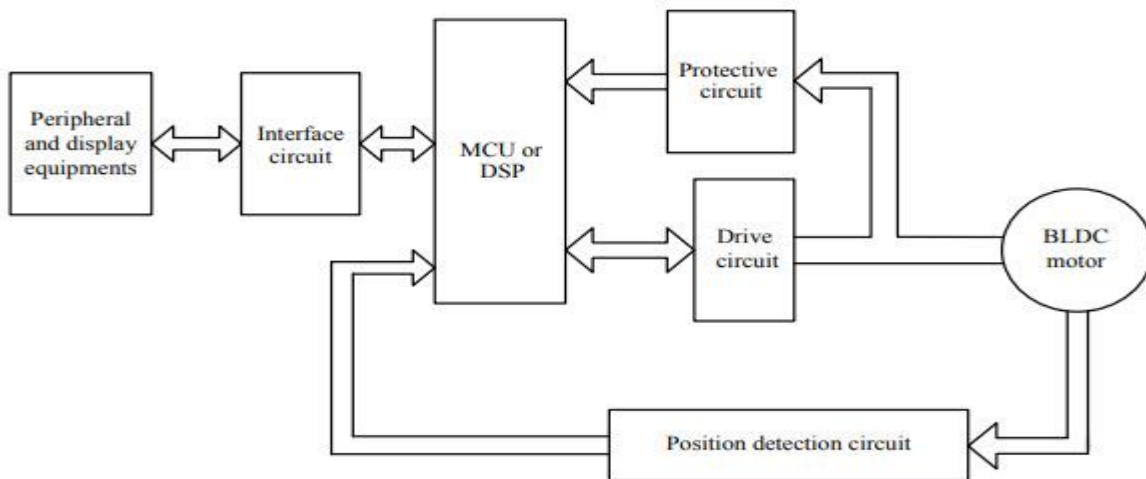 Peripheral
and display
equipments
Interface
circuit
MCU or
DSP
Protective
circuit
Drive
circuit
BLDC
motor
Position detection circuit